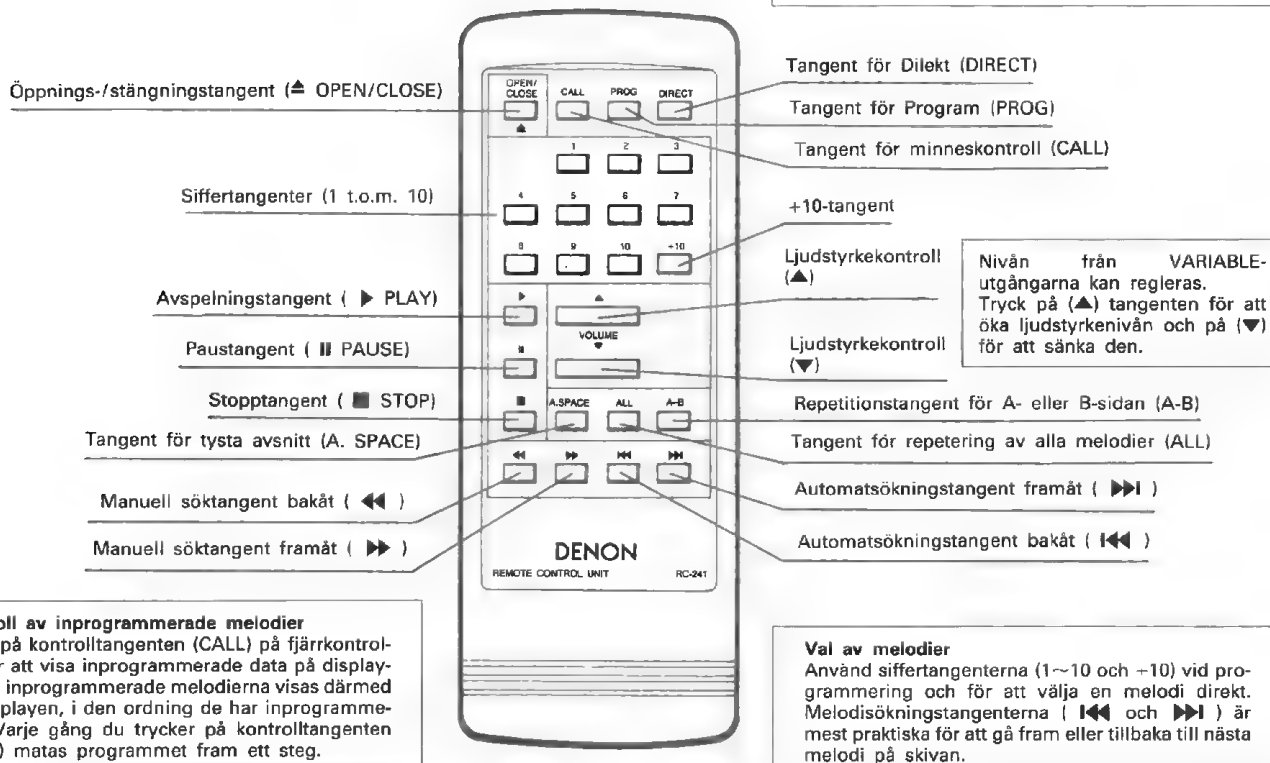 Öppnings-/stängningstangent (⏏ OPEN/CLOSE)
Siffertangenter (1 t.o.m. 10)
Avspelningstangent ( ▶ PLAY)
Paustangent ( ⏸ PAUSE)
Stopptangent ( ■ STOP)
Tangent för tysta avsnitt (A. SPACE)
Manuell söktangent bakåt ( ◀◀ )
Manuell söktangent framåt ( ▶▶ )
OPEN/
CLOSE
CALL PROG DIRECT
⏏
1 2 3
4 5 6 7
8 9 10 +10
▶ ▲
VOLUME
⏸ ▼
■ A.SPACE ALL A-B
◀◀ ▶▶ I◀◀ ▶▶I
DENON
REMOTE CONTROL UNIT RC-241
Tangent för Dilekt (DIRECT)
Tangent för Program (PROG)
Tangent för minneskontroll (CALL)
+10-tangent
Ljudstyrkekontroll
(▲)
Ljudstyrkekontroll
(▼)
Nivån från VARIABLE-
utgångarna kan regleras.
Tryck på (▲) tangenten för att
öka ljudstyrkenivån och på (▼)
för att sänka den.
Repetitionstangent för A- eller B-sidan (A-B)
Tangent för repetering av alla melodier (ALL)
Automatsökningstangent framåt ( ▶▶I )
Automatsökningstangent bakåt ( I◀◀ )
oll av inprogrammerade melodier
på kontrolltangenten (CALL) på fjärrkontrol-
r att visa inprogrammerade data på display-
inprogrammerade melodierna visas därmed
playen, i den ordning de har inprogramme-
Varje gång du trycker på kontrolltangenten
) matas programmet fram ett steg.
Val av melodier
Använd siffertangenterna (1~10 och +10) vid pro-
grammering och för att välja en melodi direkt.
Melodisökningstangenterna ( I◀◀ och ▶▶I ) är
mest praktiska för att gå fram eller tillbaka till nästa
melodi på skivan.